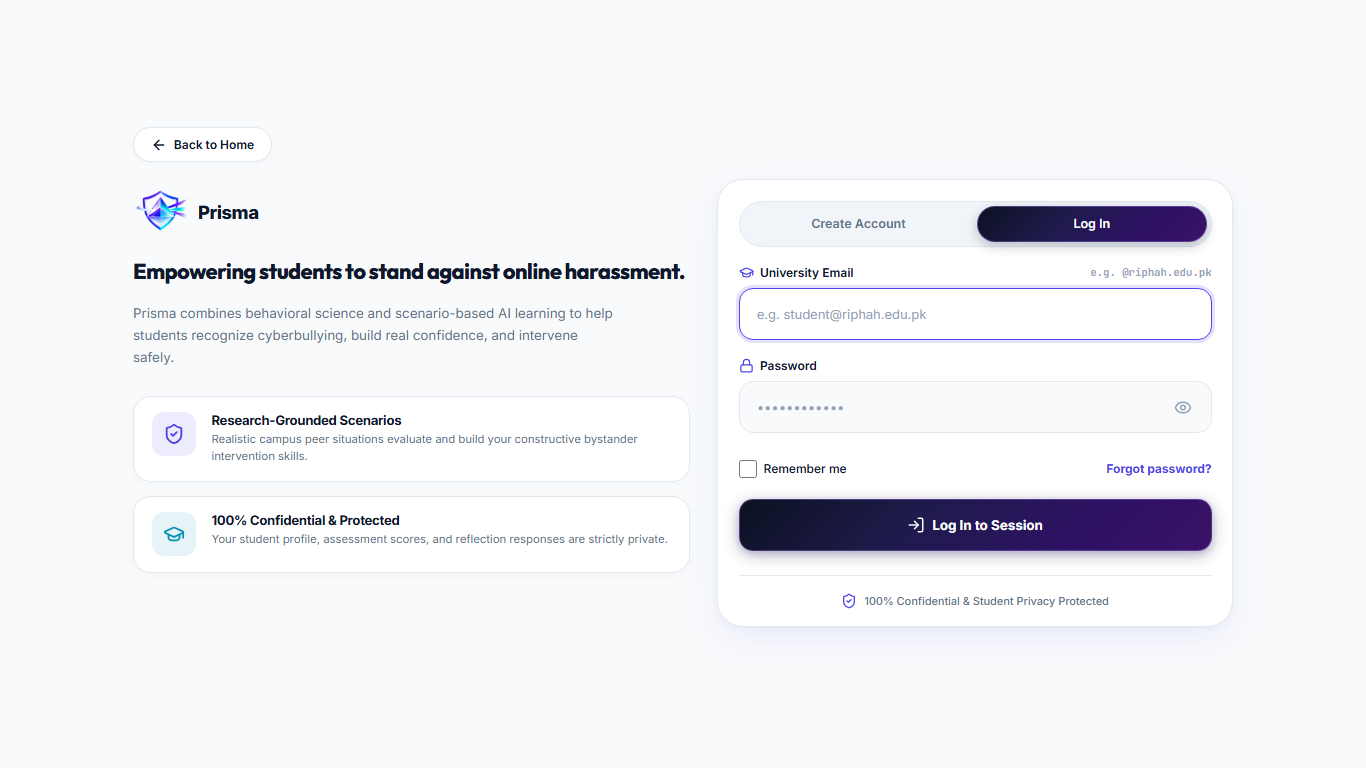 Back to Home
Prisma
Empowering students to stand against online harassment.
Prisma combines behavioral science and scenario-based AI learning to help
students recognize cyberbullying, build real confidence, and intervene
safely.
Research-Grounded Scenarios
Realistic campus peer situations evaluate and build your constructive bystander
intervention skills.
100% Confidential & Protected
Your student profile, assessment scores, and reflection responses are strictly private.
Create Account
Log In
University Email
e.g. @riphah.edu.pk
e.g. student@riphah.edu.pk
Password
••••••••••••
Remember me
Forgot password?
Log In to Session
100% Confidential & Student Privacy Protected